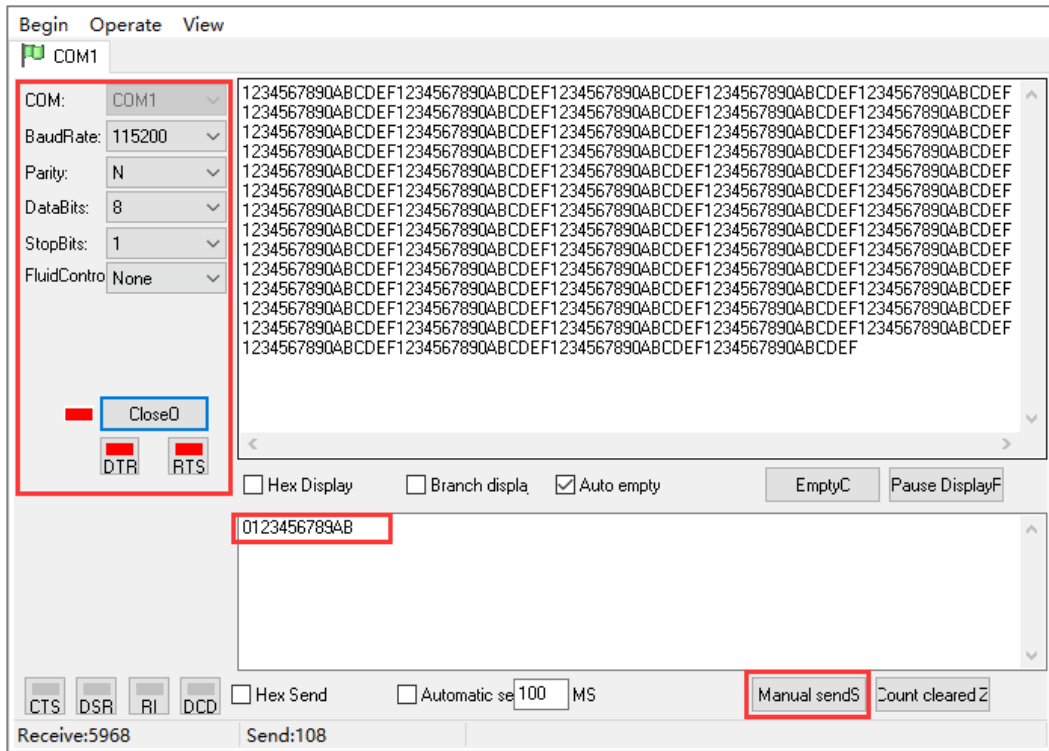 Begin Operate View
COM1
COM: COM1
BaudRate: 115200
Parity: N
DataBits: 8
StopBits: 1
FluidContro None
CloseO
DTR RTS
1234567890ABCDEF1234567890ABCDEF1234567890ABCDEF1234567890ABCDEF1234567890ABCDEF
1234567890ABCDEF1234567890ABCDEF1234567890ABCDEF1234567890ABCDEF1234567890ABCDEF
1234567890ABCDEF1234567890ABCDEF1234567890ABCDEF1234567890ABCDEF1234567890ABCDEF
1234567890ABCDEF1234567890ABCDEF1234567890ABCDEF1234567890ABCDEF1234567890ABCDEF
1234567890ABCDEF1234567890ABCDEF1234567890ABCDEF1234567890ABCDEF1234567890ABCDEF
1234567890ABCDEF1234567890ABCDEF1234567890ABCDEF1234567890ABCDEF1234567890ABCDEF
1234567890ABCDEF1234567890ABCDEF1234567890ABCDEF1234567890ABCDEF1234567890ABCDEF
1234567890ABCDEF1234567890ABCDEF1234567890ABCDEF1234567890ABCDEF1234567890ABCDEF
1234567890ABCDEF1234567890ABCDEF1234567890ABCDEF1234567890ABCDEF1234567890ABCDEF
1234567890ABCDEF1234567890ABCDEF1234567890ABCDEF1234567890ABCDEF1234567890ABCDEF
1234567890ABCDEF1234567890ABCDEF1234567890ABCDEF1234567890ABCDEF1234567890ABCDEF
1234567890ABCDEF1234567890ABCDEF1234567890ABCDEF1234567890ABCDEF1234567890ABCDEF
1234567890ABCDEF1234567890ABCDEF1234567890ABCDEF1234567890ABCDEF1234567890ABCDEF
1234567890ABCDEF1234567890ABCDEF1234567890ABCDEF1234567890ABCDEF
Hex Display Branch displa Auto empty EmptyC Pause DisplayF
0123456789AB
CTS DSR RI DCD Hex Send Automatic se 100 MS Manual sendS Count cleared Z
Receive:5968 Send:108